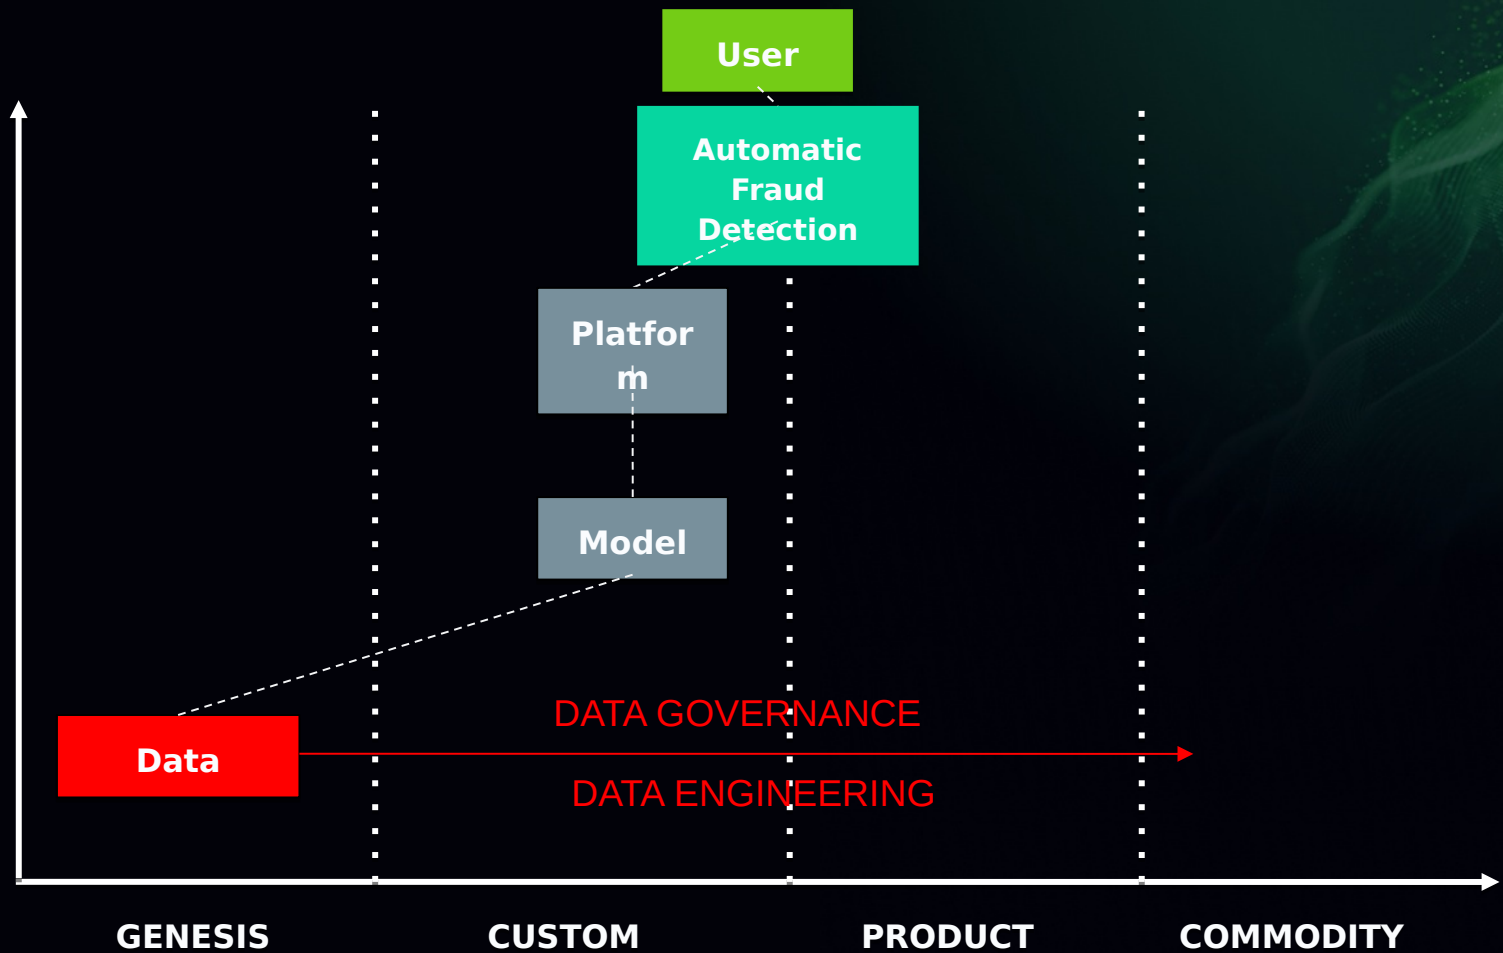 User
Automatic
Fraud
Detection
Platfor
m
Model
DATA GOVERNANCE
Data
DATA ENGINEERING
GENESIS
CUSTOM
PRODUCT
COMMODITY